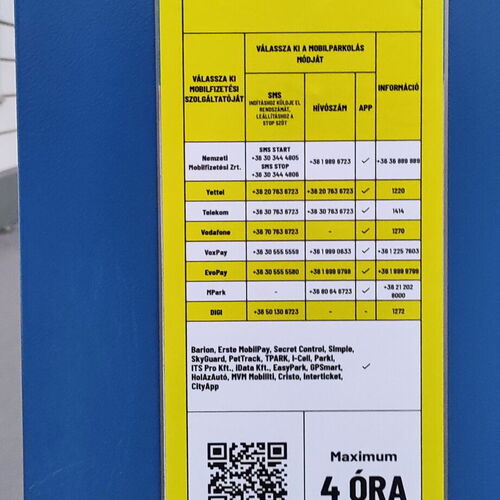 VÁLASSZA KI A MOBILPARKOLÁS
MÓDJÁT
VÁLASSZA KI
MOBILFIZETÉSI
SZOLGÁLTATÓJÁT
SMS
INDÍTÁSHOZ KÜLDJE EL
RENDSZÁMÁT,
LEÁLLÍTÁSHOZ A
STOP SZÓT
HÍVÓSZÁM
APP
INFORMÁCIÓ
Nemzeti
Mobilfizetési Zrt.
SMS START
+36 30 344 4805
SMS STOP
+36 30 344 4806
+36 1 989 6723 ✓ +36 36 889 889
Yettel +36 20 763 6723 +36 20 763 6723 ✓ 1220
Telekom +36 30 763 6723 +36 30 763 6723 ✓ 1414
Vodafone +36 70 763 6723 - ✓ 1270
VoxPay +36 30 555 5559 +36 1 999 0633 ✓ +36 1 225 7603
EvoPay +36 30 555 5580 +36 1 899 9799 ✓ +36 1 899 9799
MPark - +36 80 64 6723 ✓ +36 21 202
8000
DIGI +36 50 130 6723 - - 1272
Barion, Erste MobilPay, Secret Control, Simple,
SkyGuard, PetTrack, TPARK, i-Cell, Parkl,
ITS Pro Kft., iData Kft., EasyPark, GPSmart,
HolAzAutó, MVM Mobiliti, Cristo, Interticket,
CityApp ✓
Maximum
4 ÓRA